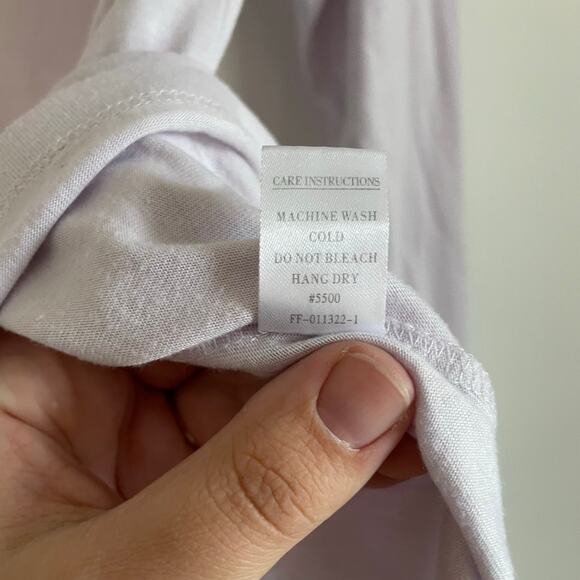 CARE INSTRUCTIONS
MACHINE WASH
COLD
DO NOT BLEACH
HANG DRY
#5500
FF-011322-1